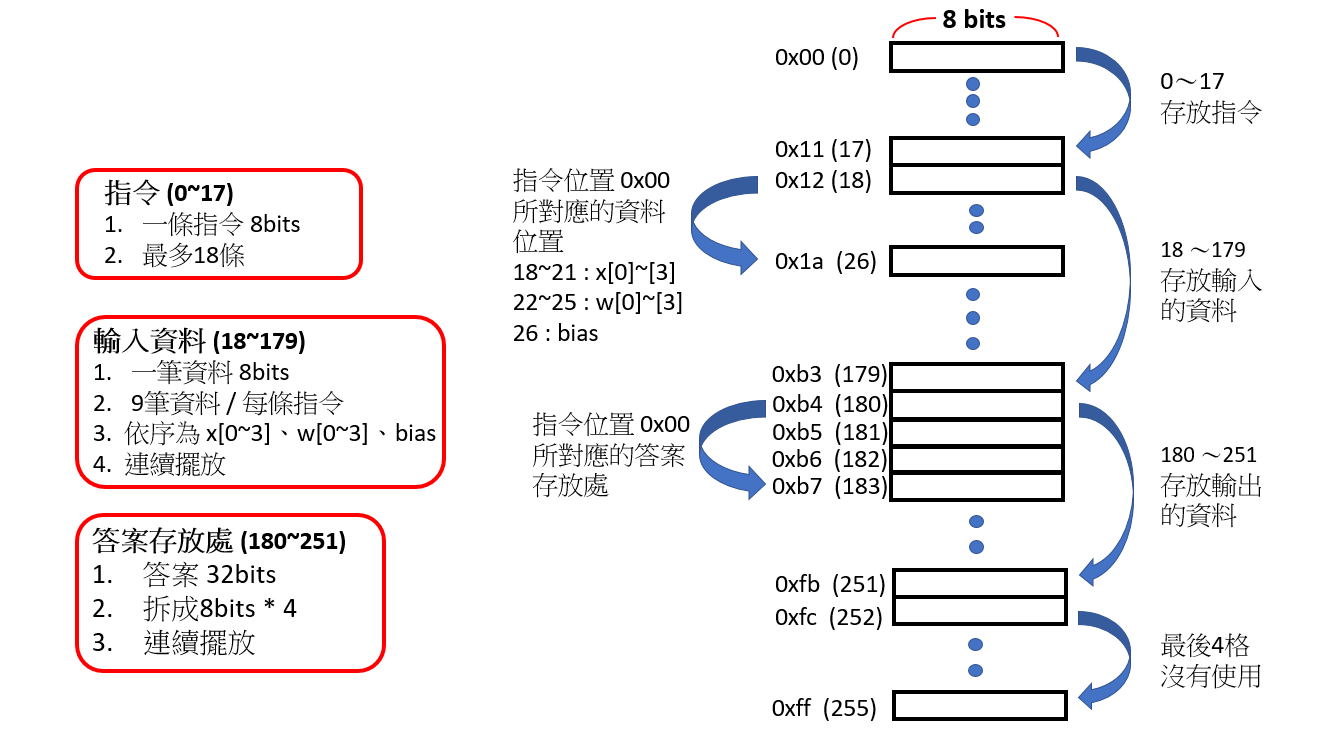 指令 (0~17)
1. 一條指令 8bits
2. 最多18條
輸入資料 (18~179)
1. 一筆資料 8bits
2. 9筆資料 / 每條指令
3. 依序為 x[0~3]、w[0~3]、bias
4. 連續擺放
答案存放處 (180~251)
1. 答案 32bits
2. 拆成8bits * 4
3. 連續擺放
指令位置 0x00
所對應的資料
位置
18~21 : x[0]~[3]
22~25 : w[0]~[3]
26 : bias
指令位置 0x00
所對應的答案
存放處
8 bits
0x00 (0)
0x11 (17)
0x12 (18)
0x1a (26)
0xb3 (179)
0xb4 (180)
0xb5 (181)
0xb6 (182)
0xb7 (183)
0xfb (251)
0xfc (252)
0xff (255)
0～17
存放指令
18 ～179
存放輸入
的資料
180 ～251
存放輸出
的資料
最後4格
沒有使用